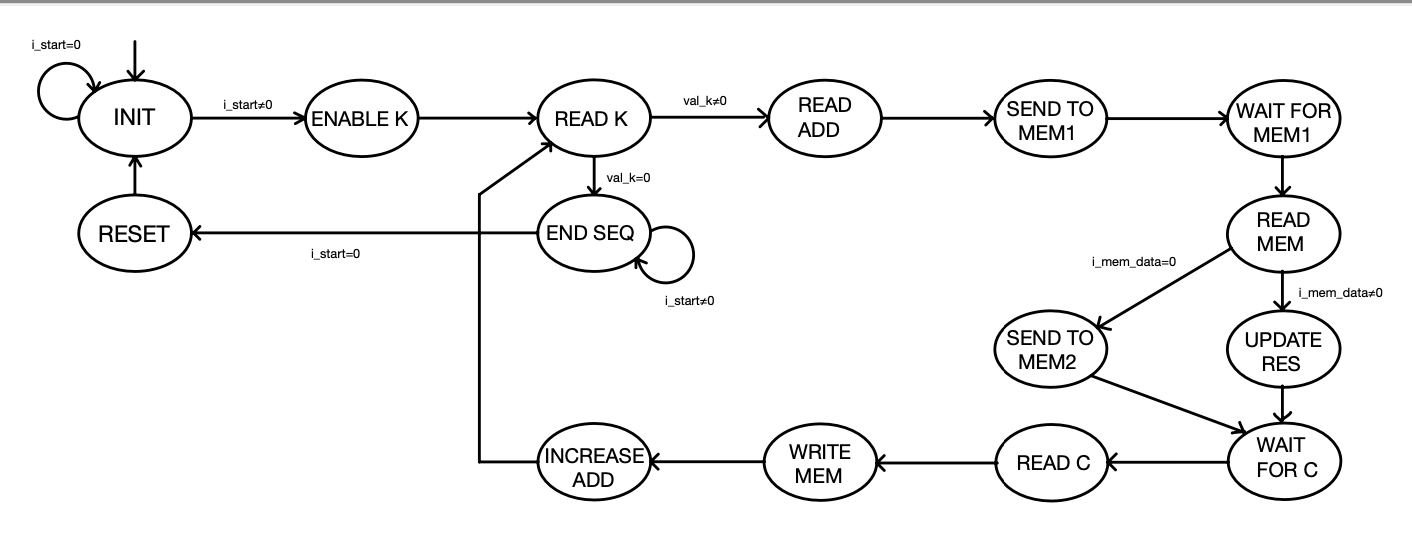 i_start=0
INIT
i_start≠0
ENABLE K
READ K
val_k≠0
READ
ADD
SEND TO
MEM1
WAIT FOR
MEM1
val_k=0
RESET
i_start=0
END SEQ
i_start≠0
READ
MEM
i_mem_data=0
i_mem_data≠0
SEND TO
MEM2
UPDATE
RES
INCREASE
ADD
WRITE
MEM
READ C
WAIT
FOR C